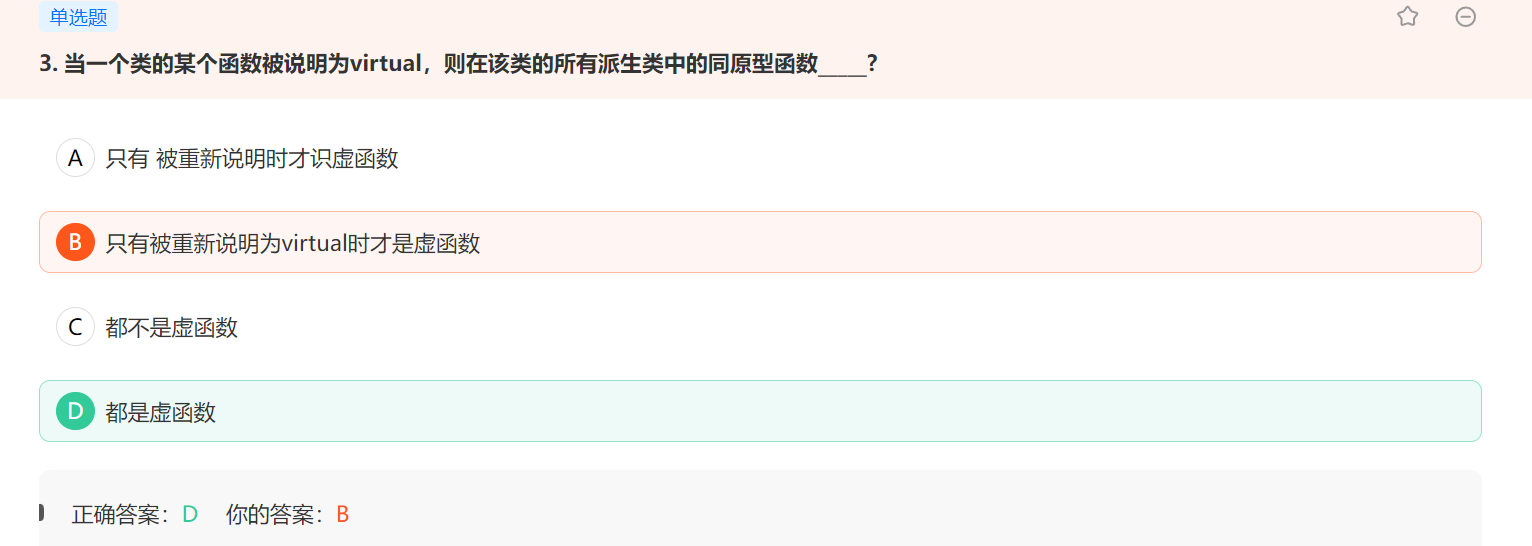 单选题
3. 当一个类的某个函数被说明为virtual，则在该类的所有派生类中的同原型函数_____?
A 只有 被重新说明时才识虚函数
B 只有被重新说明为virtual时才是虚函数
C 都不是虚函数
D 都是虚函数
正确答案：D 你的答案：B